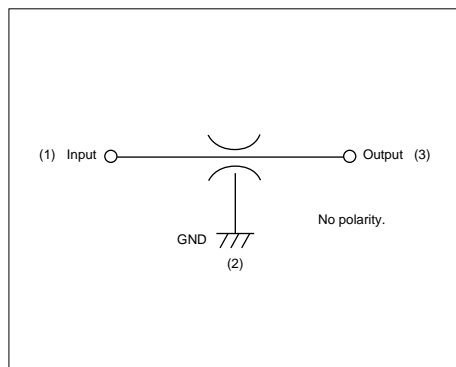 (1) Input Output (3)
No polarity.
GND
(2)